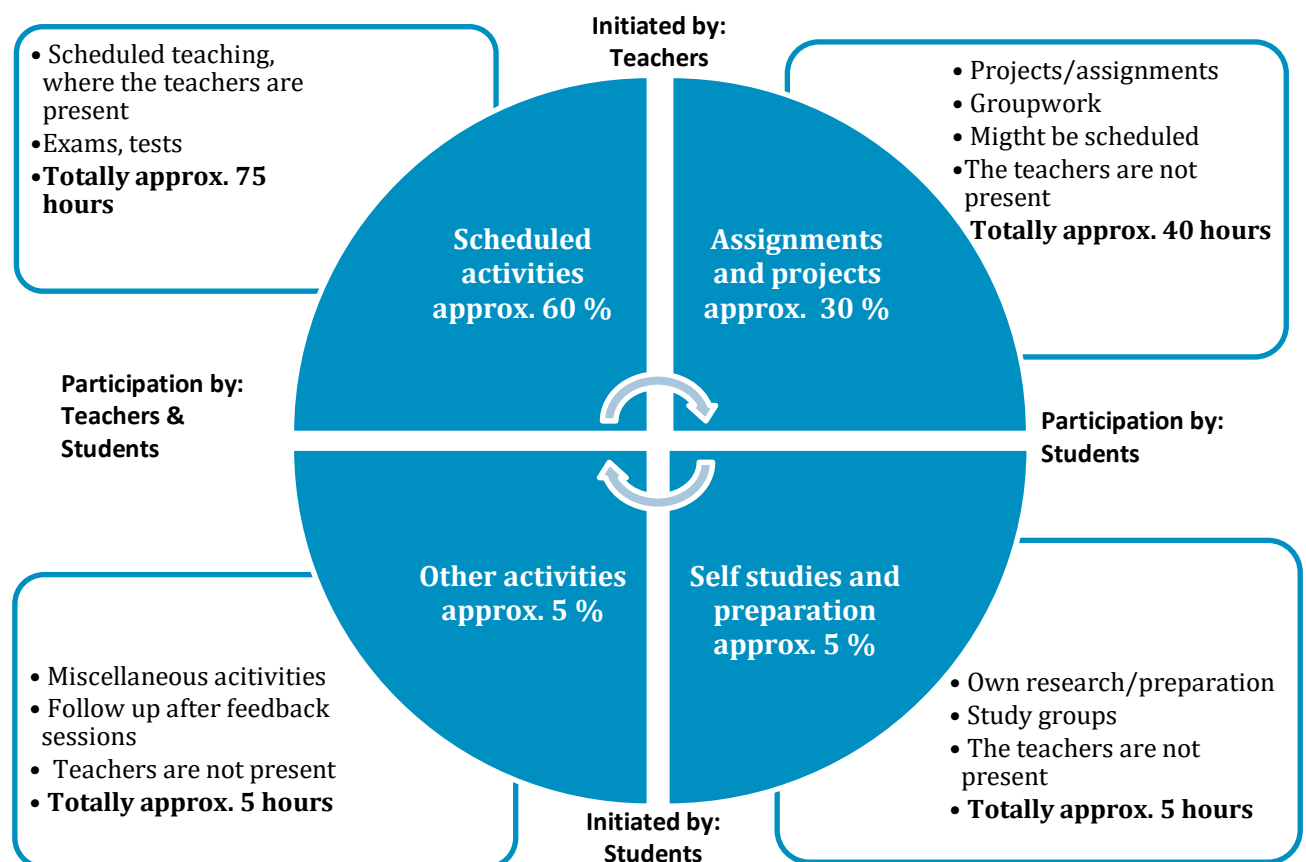 Initiated by:
Teachers
• Scheduled teaching,
where the teachers are
present
•Exams, tests
•Totally approx. 75
hours
• Projects/assignments
• Groupwork
• Migtht be scheduled
•The teachers are not
present
Totally approx. 40 hours
Scheduled
activities
approx. 60 %
Assignments
and projects
approx.  30 %
Participation by:
Teachers &
Students
Participation by:
Students
Other activities
approx. 5 %
Self studies and
preparation
approx. 5 %
• Miscellaneous acitivities
• Follow up after feedback
sessions
•  Teachers are not present
• Totally approx. 5 hours
• Own research/preparation
• Study groups
• The teachers are not
present
• Totally approx. 5 hours
Initiated by:
Students